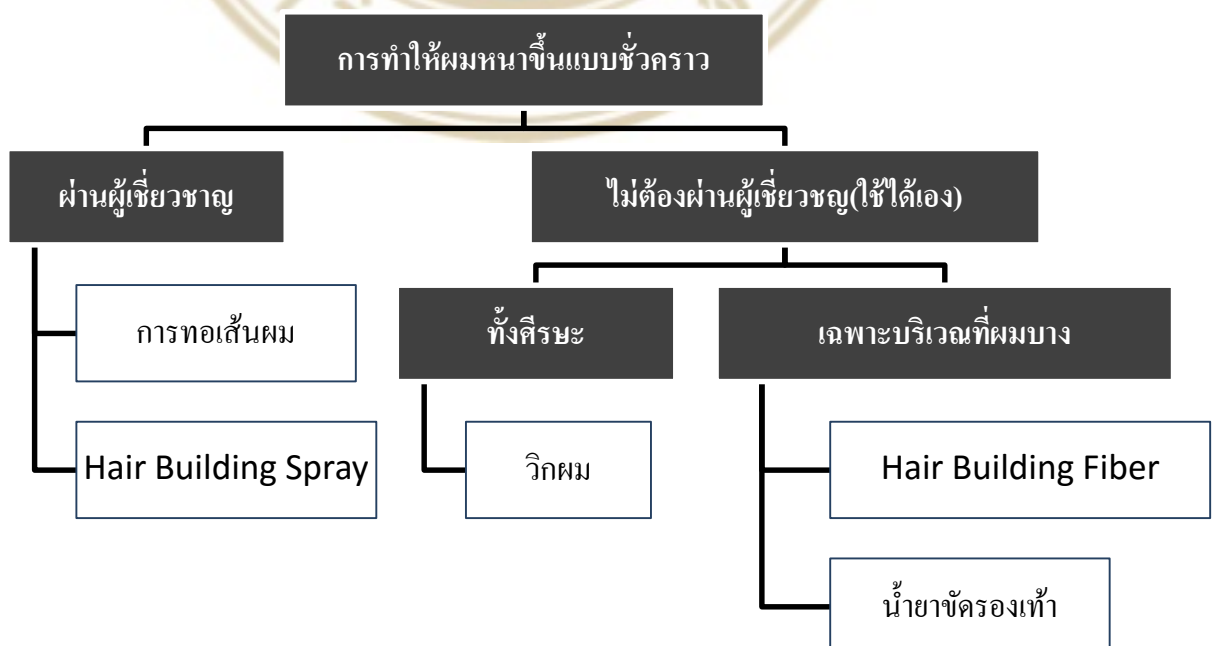 การทำให้ผมหนาขึ้นแบบชั่วคราว
ผ่านผู้เชี่ยวชาญ
ไม่ต้องผ่านผู้เชี่ยวชญ(ใช้ได้เอง)
การทอเส้นผม
ทั้งศีรษะ
เฉพาะบริเวณที่ผมบาง
Hair Building Spray
วิกผม
Hair Building Fiber
น้ำยาขัดรองเท้า